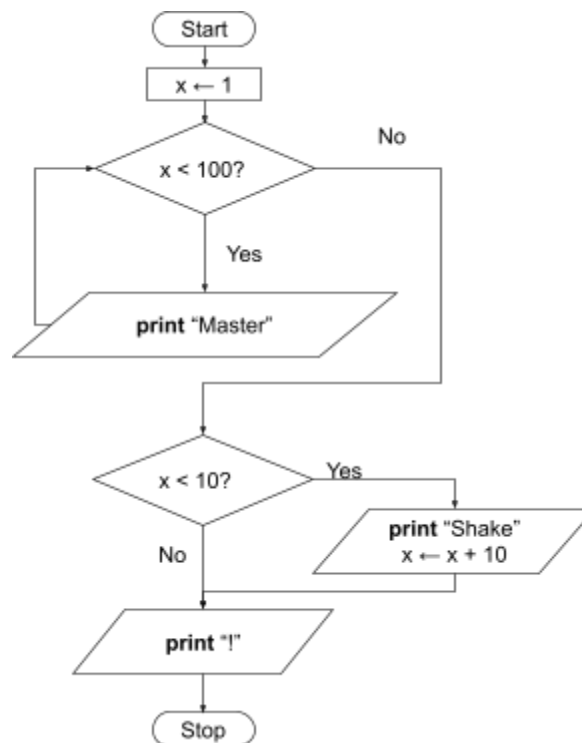 Start
x ← 1
No
x < 100?
Yes
print “Master”
x < 10?
Yes
print “Shake”
x ← x + 10
No
print “!”
Stop